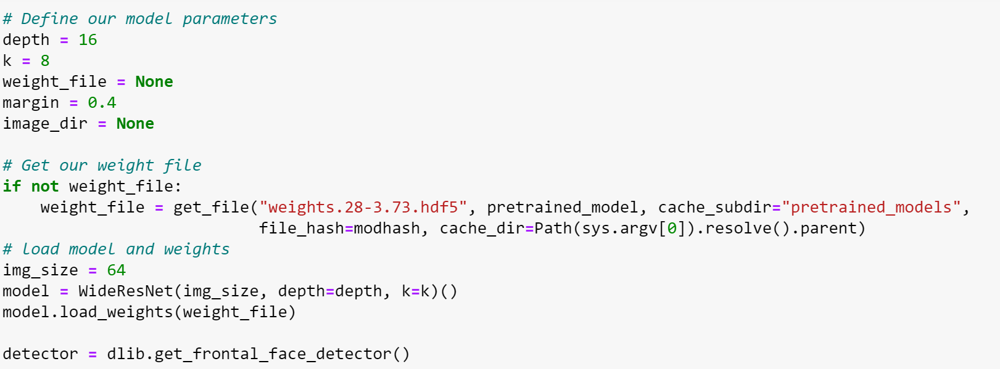 # Define our model parameters
depth = 16
k = 8
weight_file = None
margin = 0.4
image_dir = None

# Get our weight file
if not weight_file:
    weight_file = get_file("weights.28-3.73.hdf5", pretrained_model, cache_subdir="pretrained_models",
                           file_hash=modhash, cache_dir=Path(sys.argv[0]).resolve().parent)
# load model and weights
img_size = 64
model = WideResNet(img_size, depth=depth, k=k)()
model.load_weights(weight_file)

detector = dlib.get_frontal_face_detector()